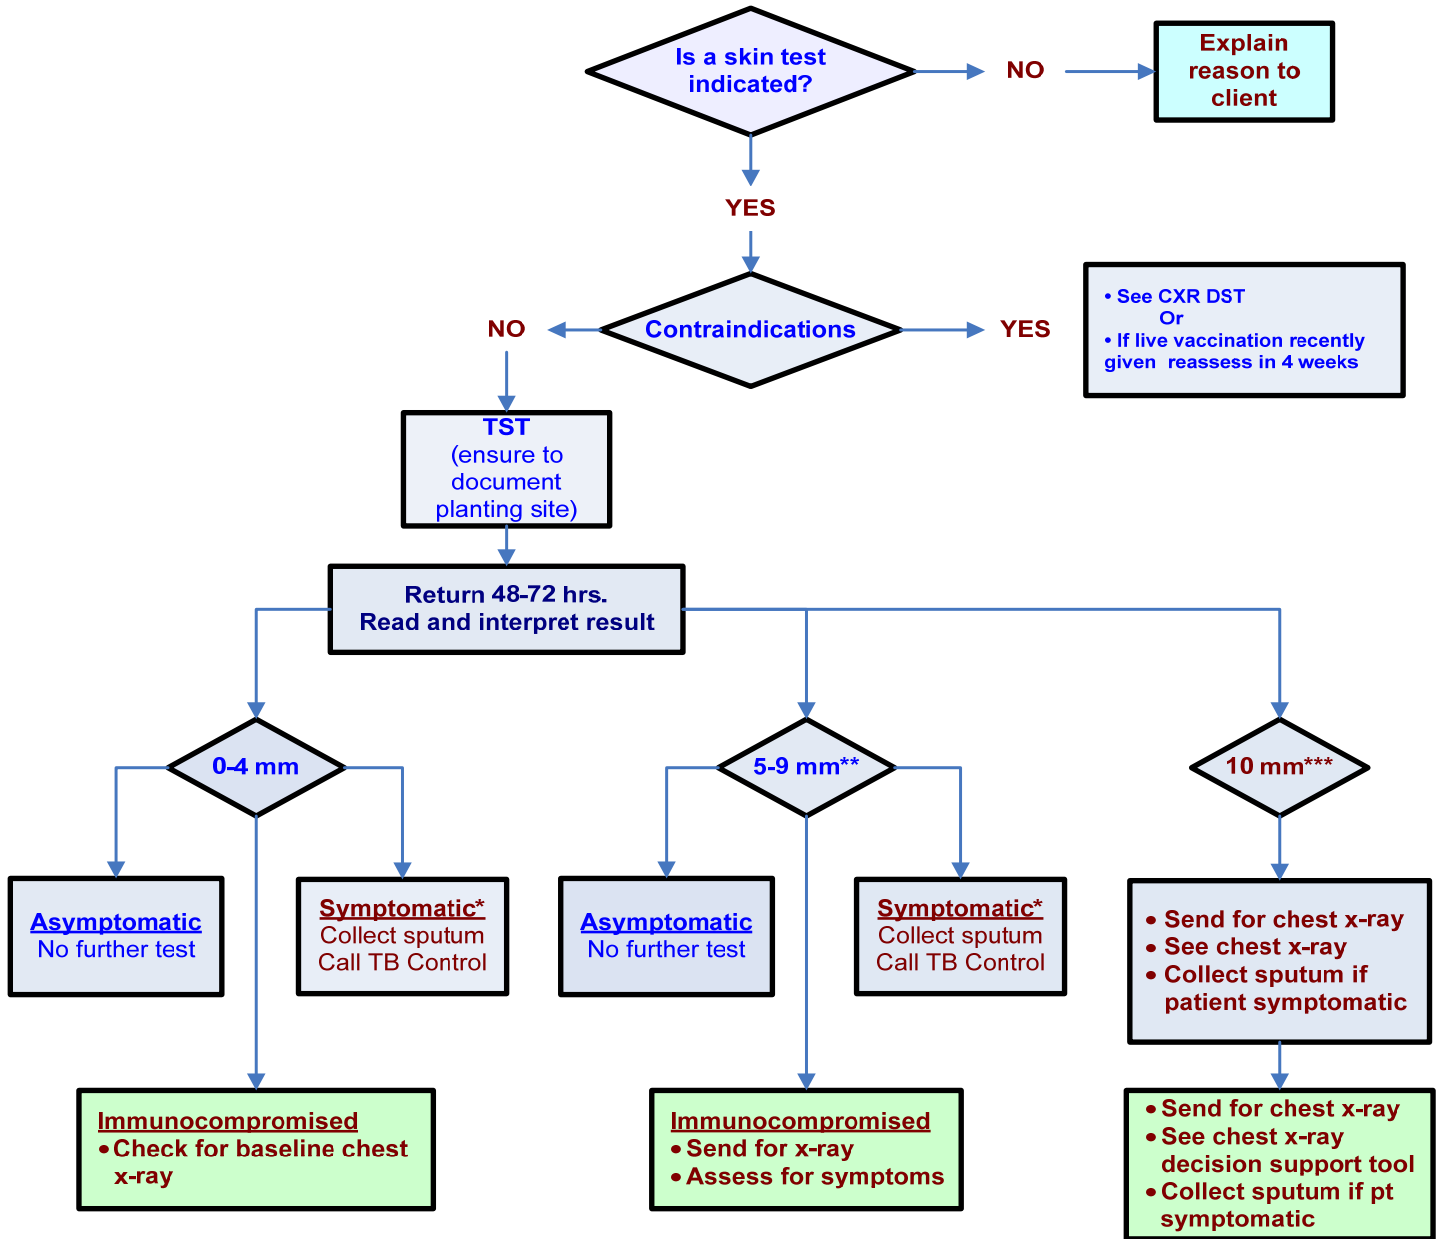 Is a skin test
indicated?
NO
Explain
reason to
client
YES
Contraindications
NO
YES
• See CXR DST
Or
• If live vaccination recently
given reassess in 4 weeks
TST
(ensure to
document
planting site)
Return 48-72 hrs.
Read and interpret result
0-4 mm
5-9 mm**
10 mm***
Asymptomatic
No further test
Symptomatic*
Collect sputum
Call TB Control
Asymptomatic
No further test
Symptomatic*
Collect sputum
Call TB Control
• Send for chest x-ray
• See chest x-ray
• Collect sputum if
patient symptomatic
Immunocompromised
• Check for baseline chest
x-ray
Immunocompromised
• Send for x-ray
• Assess for symptoms
• Send for chest x-ray
• See chest x-ray
decision support tool
• Collect sputum if pt
symptomatic